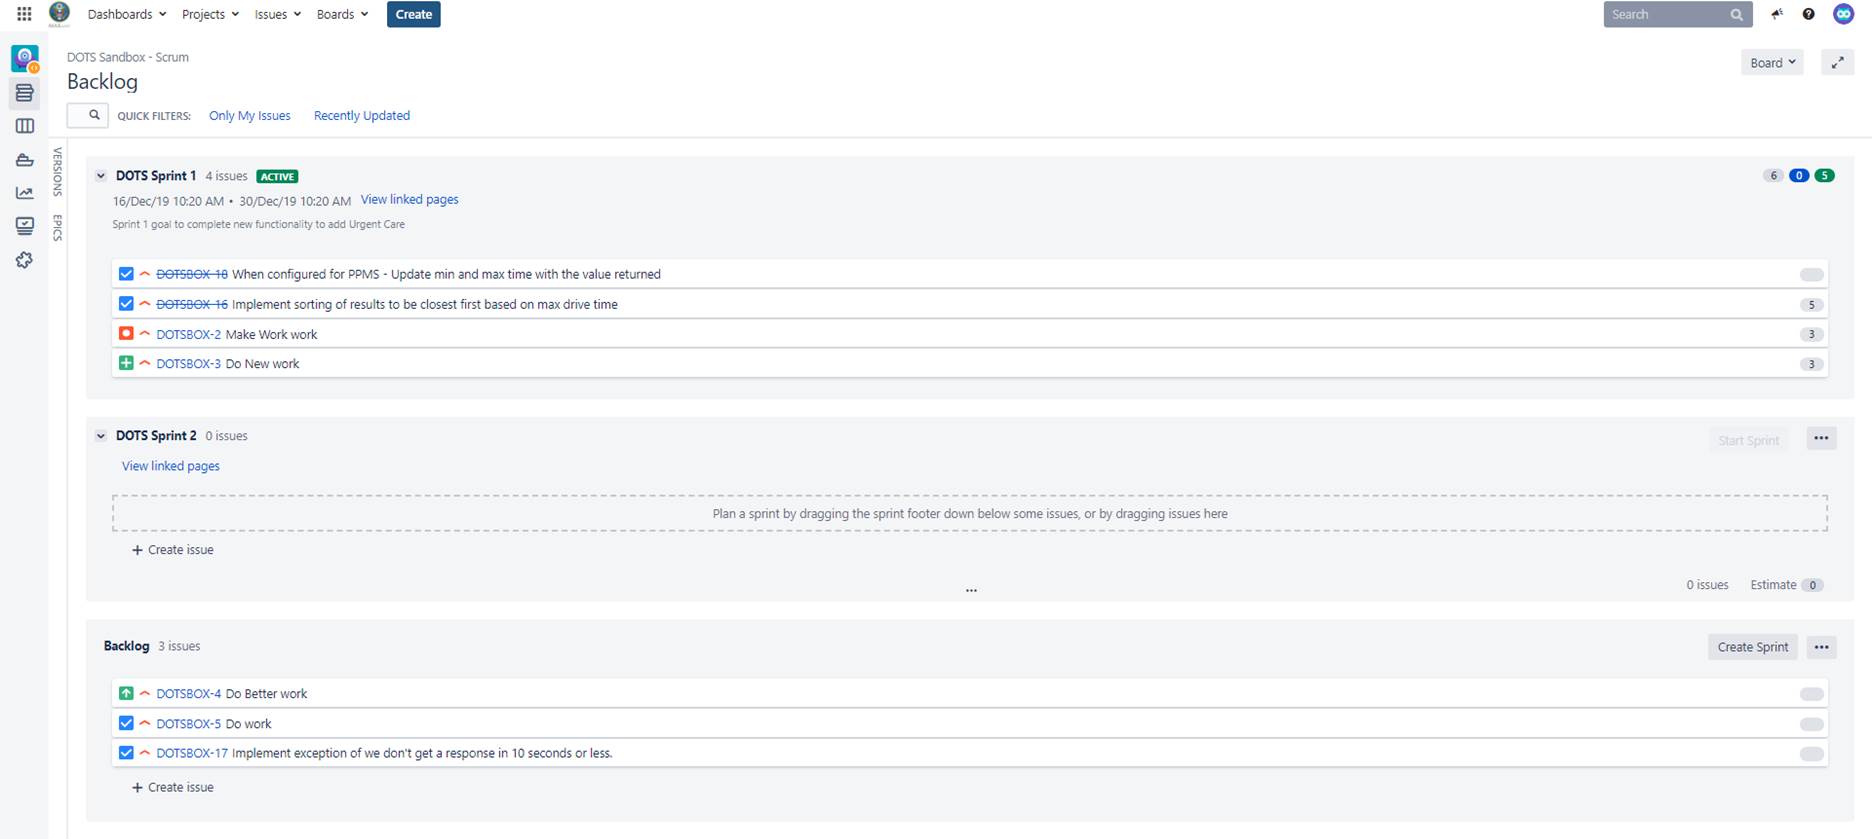 Dashboards Projects Issues Boards Create Search
DOTS Sandbox - Scrum
Backlog
Board
QUICK FILTERS: Only My Issues Recently Updated
VERSIONS
EPICS
DOTS Sprint 1 4 issues ACTIVE 6 0 5
16/Dec/19 10:20 AM • 30/Dec/19 10:20 AM View linked pages
Sprint 1 goal to complete new functionality to add Urgent Care
DOTSBOX-18 When configured for PPMS - Update min and max time with the value returned
DOTSBOX-16 Implement sorting of results to be closest first based on max drive time 5
DOTSBOX-2 Make Work work 3
DOTSBOX-3 Do New work 3
DOTS Sprint 2 0 issues Start Sprint ...
View linked pages
Plan a sprint by dragging the sprint footer down below some issues, or by dragging issues here
+ Create issue
...
0 issues Estimate 0
Backlog 3 issues Create Sprint ...
DOTSBOX-4 Do Better work
DOTSBOX-5 Do work
DOTSBOX-17 Implement exception of we don't get a response in 10 seconds or less.
+ Create issue